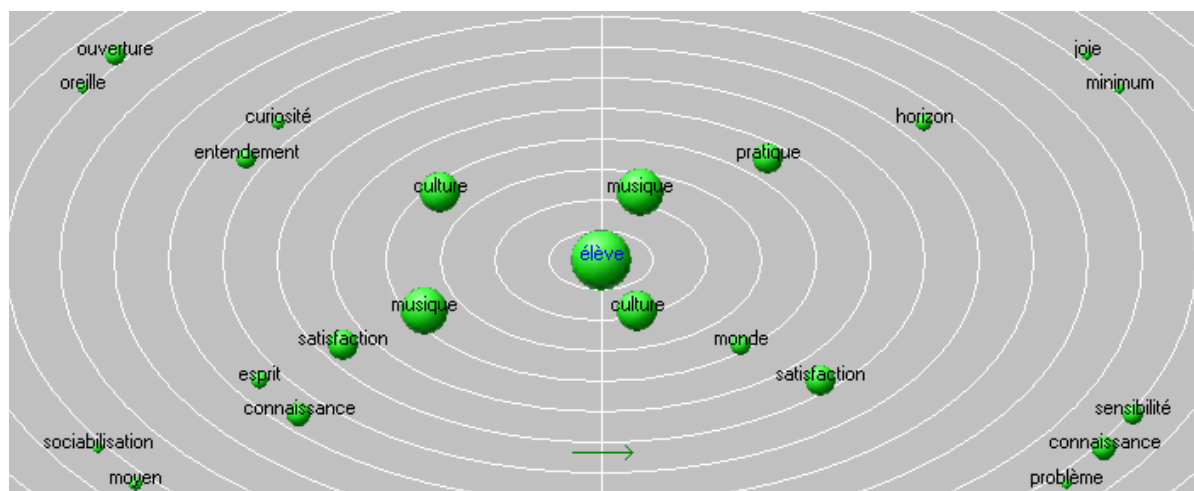 ouverture
joie
oreille
minimum
curiosité
horizon
entendement
pratique
culture
musique
élève
musique
culture
satisfaction
monde
esprit
satisfaction
connaissance
sensibilité
sociabilisation
connaissance
moyen
problème